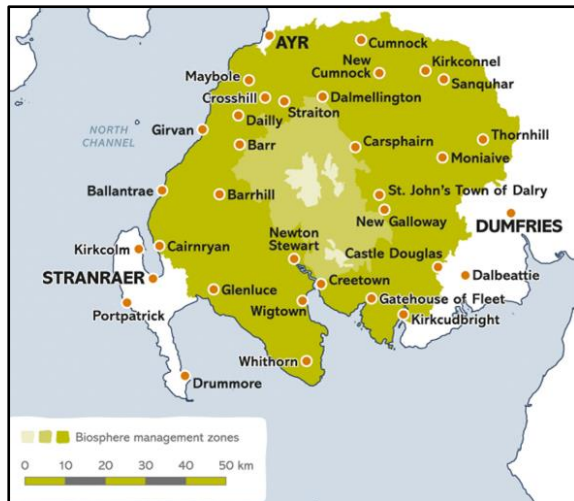 AYR
Cumnock
New
Cumnock
Kirkconnel
Sanquhar
Maybole
Crosshill
Straiton
Dalmellington
Dailly
Girvan
NORTH
CHANNEL
Barr
Carsphairn
Thornhill
Moniaive
Ballantrae
Barrhill
St. John's Town of Dalry
New Galloway
DUMFRIES
Kirkcolm
Cairnryan
Newton
Stewart
Castle Douglas
STRANRAER
Dalbeattie
Glenluce
Creetown
Portpatrick
Wigtown
Gatehouse of Fleet
Kirkcudbright
Whithorn
Drummore
Biosphere management zones
0 10 20 30 40 50 km